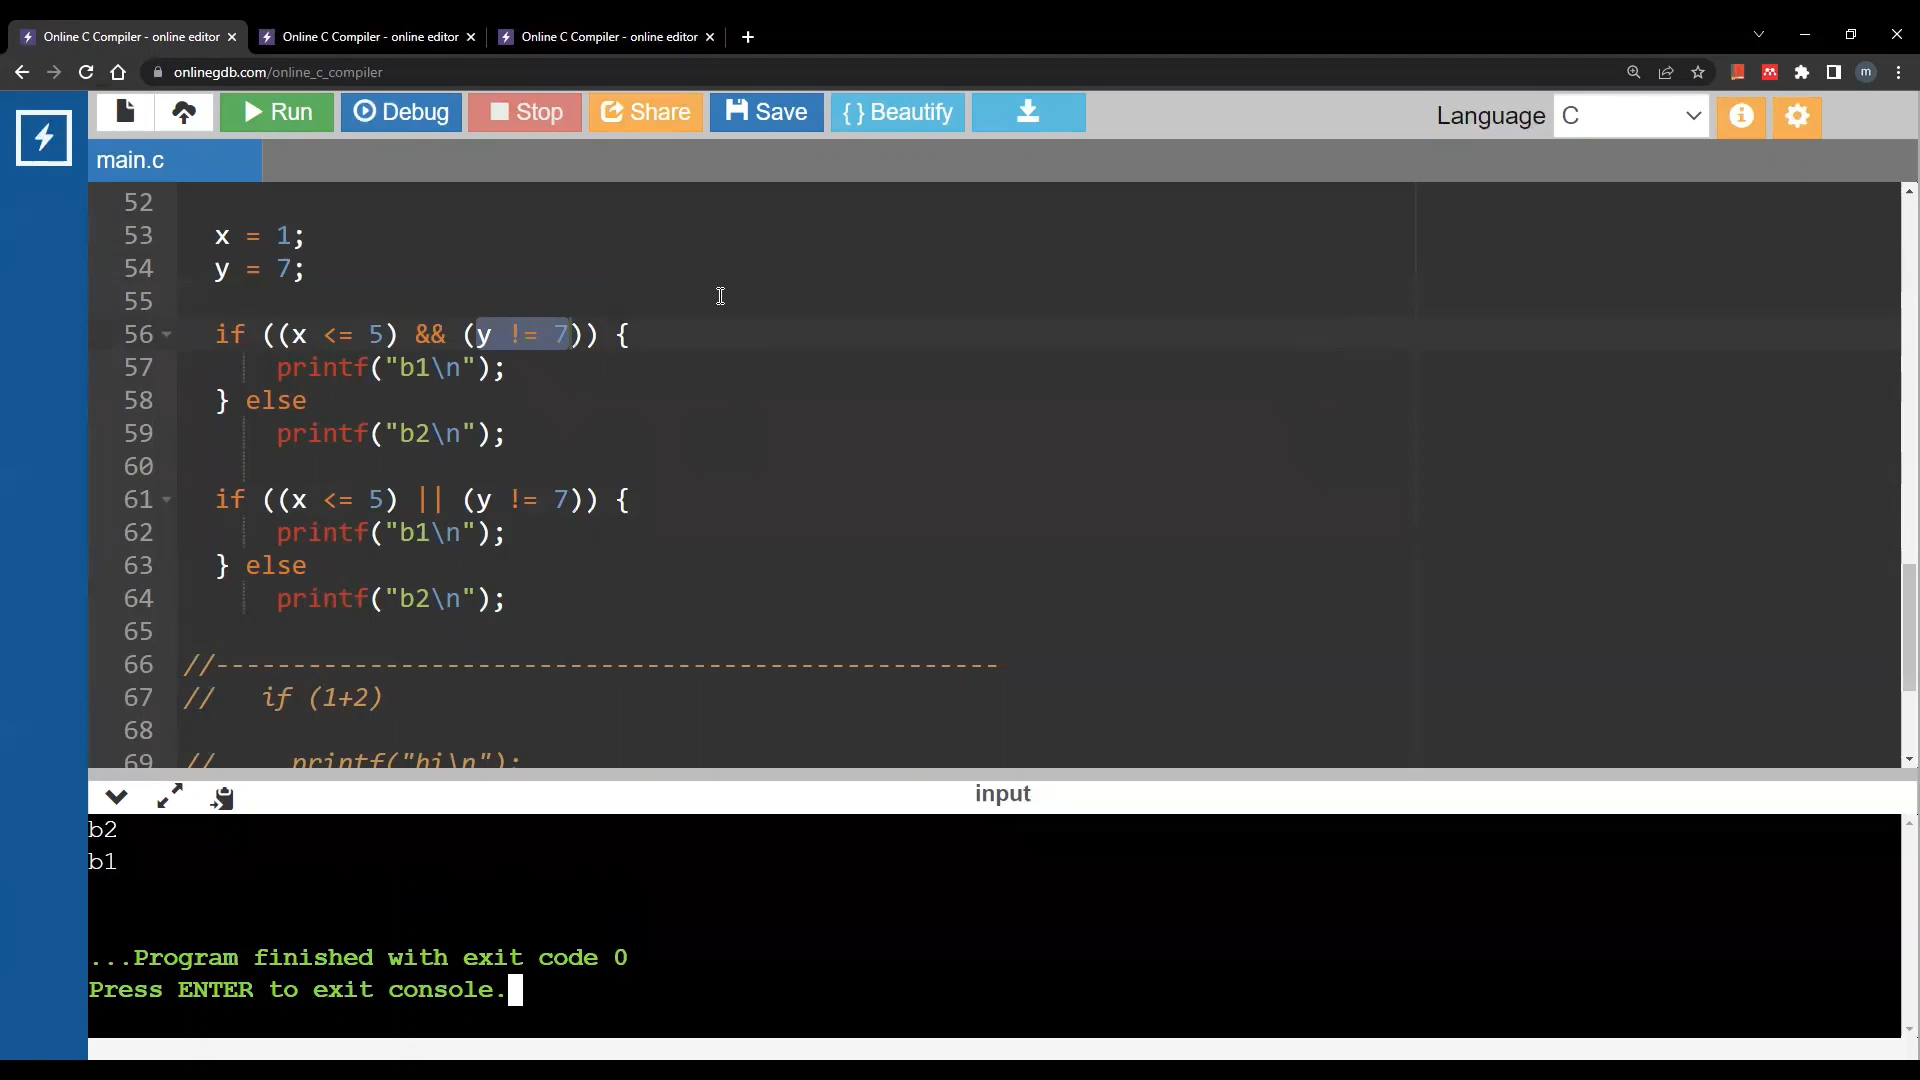 Online C Compiler - online editor
Online C Compiler - online editor
Online C Compiler - online editor
onlinegdb.com/online_c_compiler
m
Run
Debug
Stop
Share
Save
{ } Beautify
Language
C
main.c
52
53 x = 1;
54 y = 7;
55
56 if ((x <= 5) && (y != 7)) {
57 printf("b1\n");
58 } else
59 printf("b2\n");
60
61 if ((x <= 5) || (y != 7)) {
62 printf("b1\n");
63 } else
64 printf("b2\n");
65
66 //---------------------------------------------------
67 // if (1+2)
68
69 // printf("hi\n");
input
b2
b1
...Program finished with exit code 0
Press ENTER to exit console.